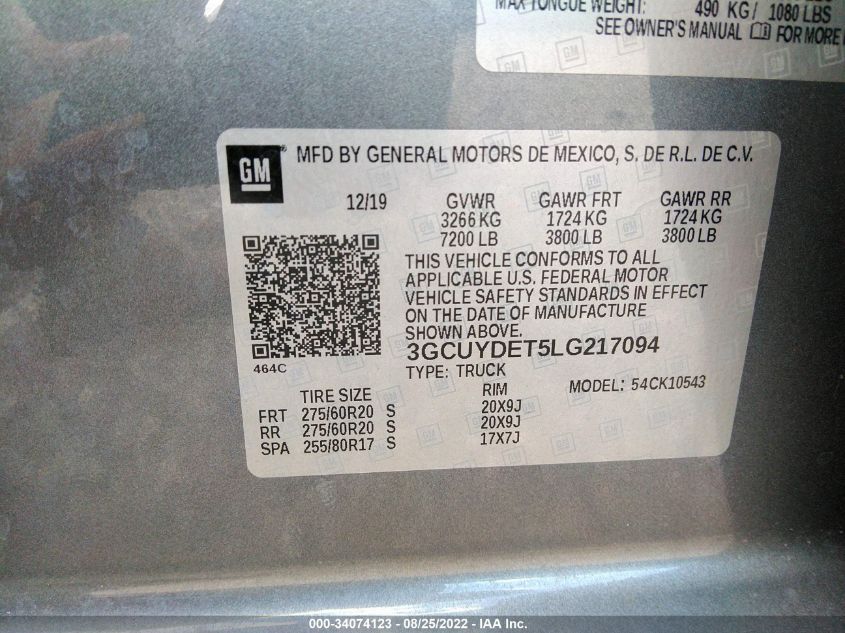 MAX TONGUE WEIGHT: 490 KG/ 1080 LBS
SEE OWNER'S MANUAL FOR MORE
GM
MFD BY GENERAL MOTORS DE MEXICO, S. DE R.L. DE C.V.
12/19 GVWR GAWR FRT GAWR RR
3266 KG 1724 KG 1724 KG
7200 LB 3800 LB 3800 LB
THIS VEHICLE CONFORMS TO ALL
APPLICABLE U.S. FEDERAL MOTOR
VEHICLE SAFETY STANDARDS IN EFFECT
ON THE DATE OF MANUFACTURE
SHOWN ABOVE.
3GCUYDET5LG217094
464C
TYPE: TRUCK
MODEL: 54CK10543
TIRE SIZE RIM
FRT 275/60R20 S 20X9J
RR 275/60R20 S 20X9J
SPA 255/80R17 S 17X7J
000-34074123 - 08/25/2022 - IAA Inc.